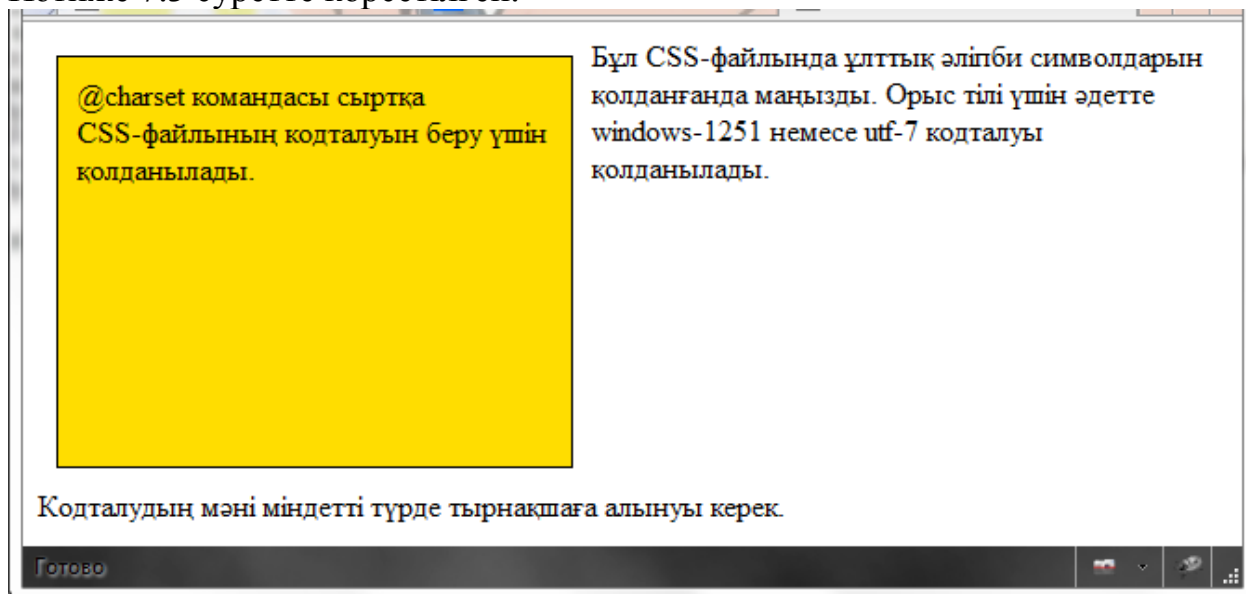 @charset командасы сыртқа
CSS-файлының кодталуын беру үшін
қолданылады.
Бұл CSS-файлында ұлттық әліпби символдарын
қолданғанда маңызды. Орыс тілі үшін әдетте
windows-1251 немесе utf-7 кодталуы
қолданылады.
Кодталудың мәні міндетті түрде тырнақшаға алынуы керек.
Готово